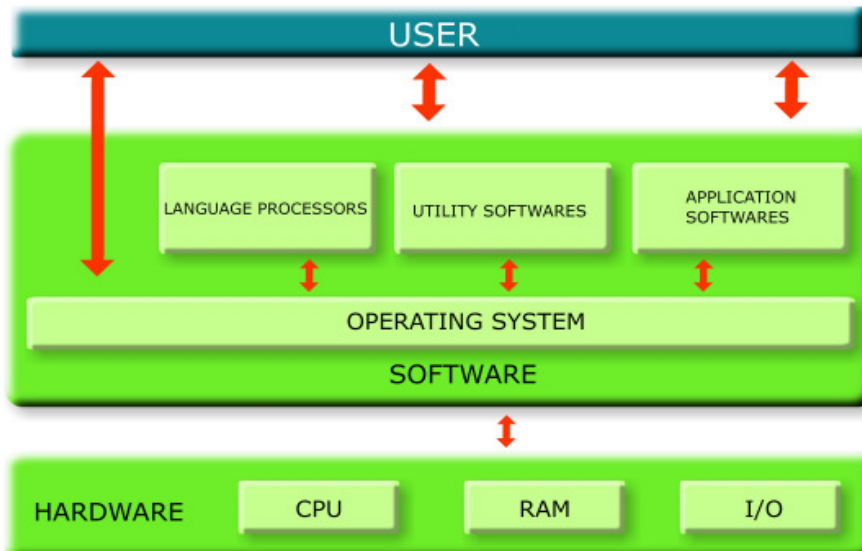 USER
LANGUAGE PROCESSORS
UTILITY SOFTWARES
APPLICATION
SOFTWARES
OPERATING SYSTEM
SOFTWARE
HARDWARE
CPU
RAM
I/O